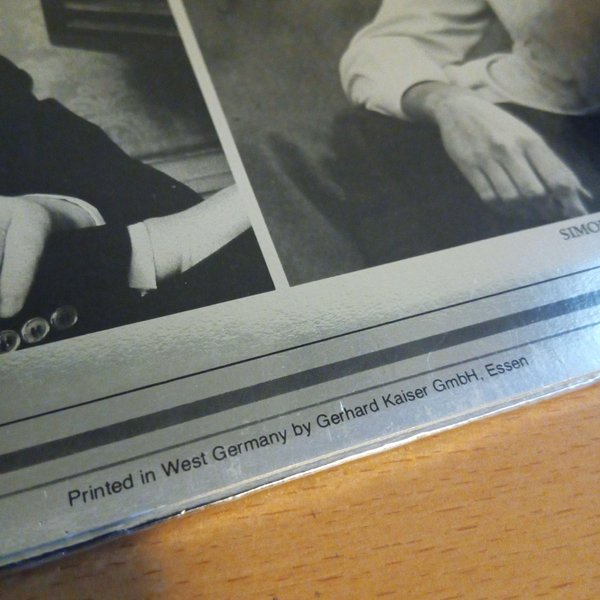 SIMO
Printed in West Germany by Gerhard Kaiser GmbH, Essen